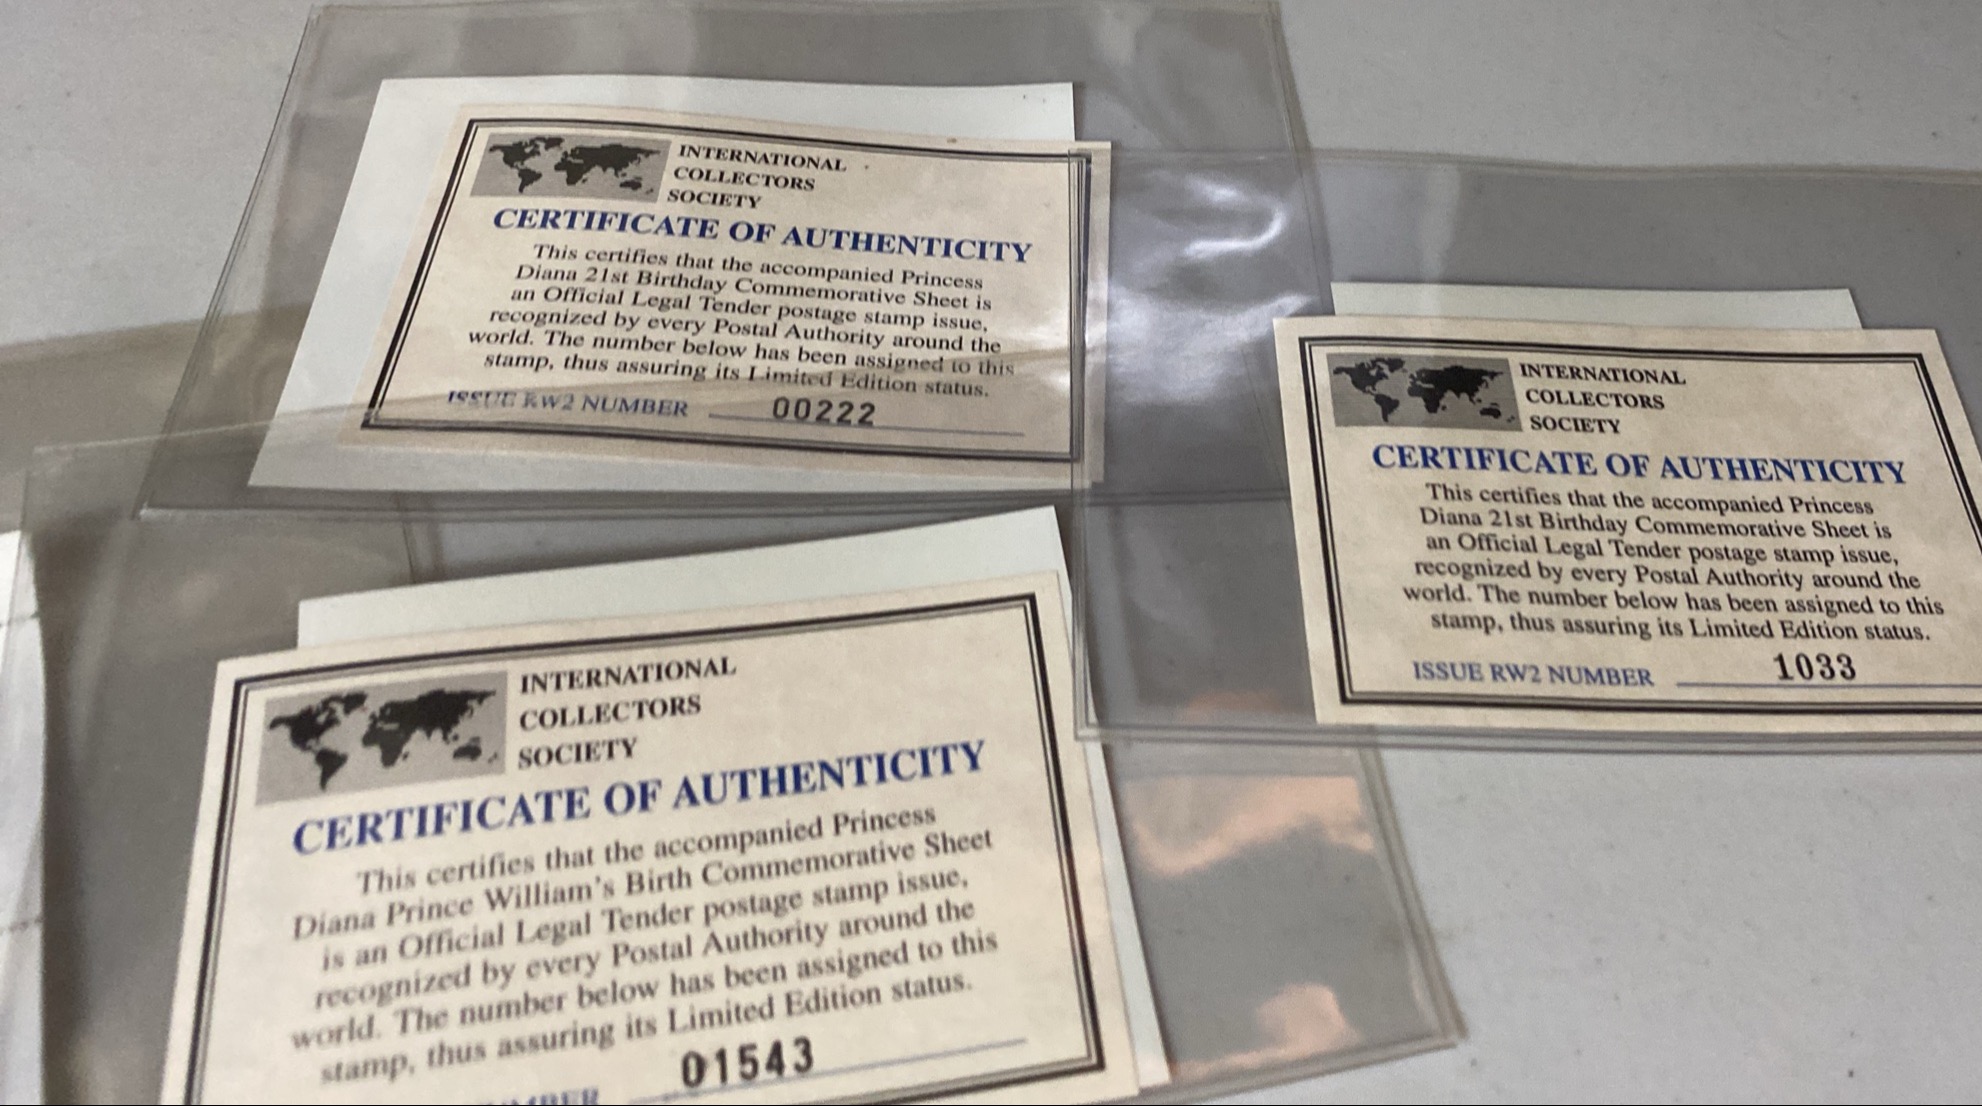 INTERNATIONAL
COLLECTORS
SOCIETY
CERTIFICATE OF AUTHENTICITY
This certifies that the accompanied Princess
Diana 21st Birthday Commemorative Sheet is
an Official Legal Tender postage stamp issue,
recognized by every Postal Authority around the
world. The number below has been assigned to this
stamp, thus assuring its Limited Edition status.
ISSUE RW2 NUMBER 00222
INTERNATIONAL
COLLECTORS
SOCIETY
CERTIFICATE OF AUTHENTICITY
This certifies that the accompanied Princess
Diana 21st Birthday Commemorative Sheet is
an Official Legal Tender postage stamp issue,
recognized by every Postal Authority around the
world. The number below has been assigned to this
stamp, thus assuring its Limited Edition status.
ISSUE RW2 NUMBER 1033
INTERNATIONAL
COLLECTORS
SOCIETY
CERTIFICATE OF AUTHENTICITY
This certifies that the accompanied Princess
Diana Prince William's Birth Commemorative Sheet
is an Official Legal Tender postage stamp issue,
recognized by every Postal Authority around the
world. The number below has been assigned to this
stamp, thus assuring its Limited Edition status.
01543